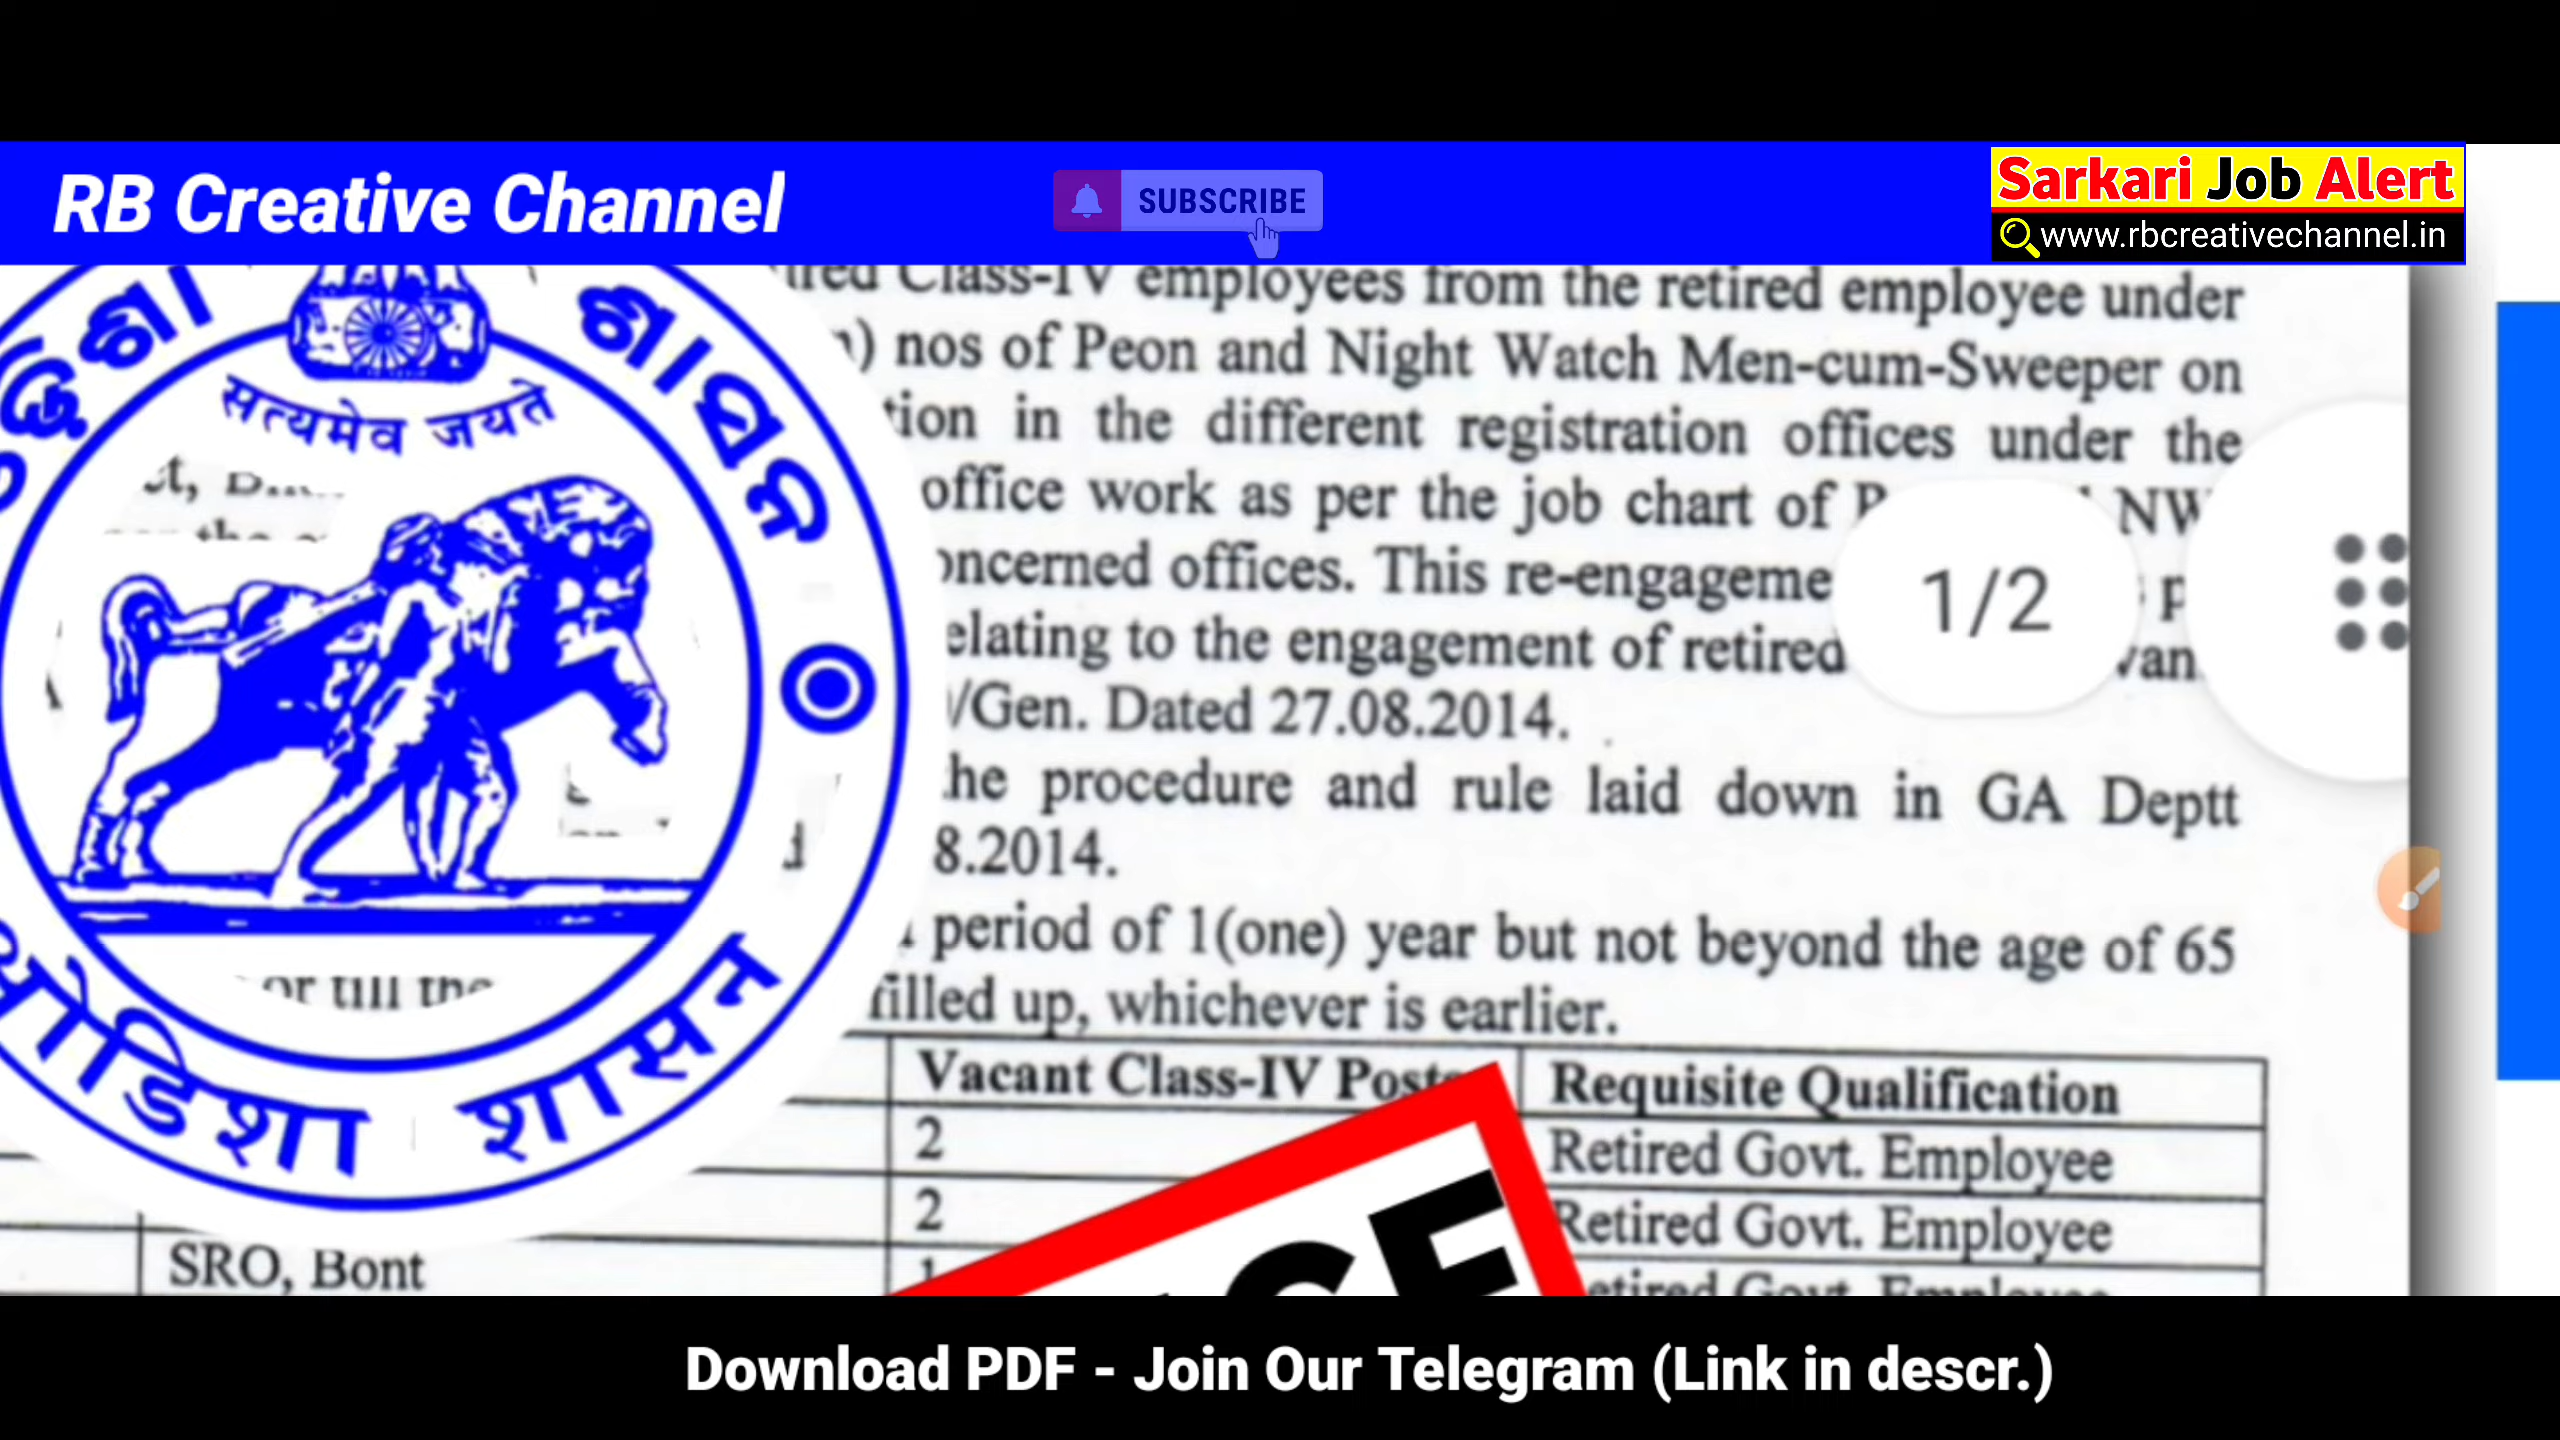 RB Creative Channel
SUBSCRIBE
Sarkari Job Alert
www.rbcreativechannel.in
Class-IV employees from the retired employee under
nos of Peon and Night Watch Men-cum-Sweeper on
in the different registration offices under the
office work as per the job chart of
offices. This
to the engagement of retired
/Gen. Dated 27.08.2014.
procedure and rule laid down in GA Deptt
8.2014.
period of 1(one) year but not beyond the age of 65
filled up, whichever is earlier.
1/2
ଓଡ଼ିଶା ଶାସନ
सत्यमेव जयते
ओडिशा शासन
or till the
Vacant Class-IV Posts Requisite Qualification
2 Retired Govt. Employee
2 Retired Govt. Employee
SRO, Bont 1 Govt. Employee
Download PDF - Join Our Telegram (Link in descr.)